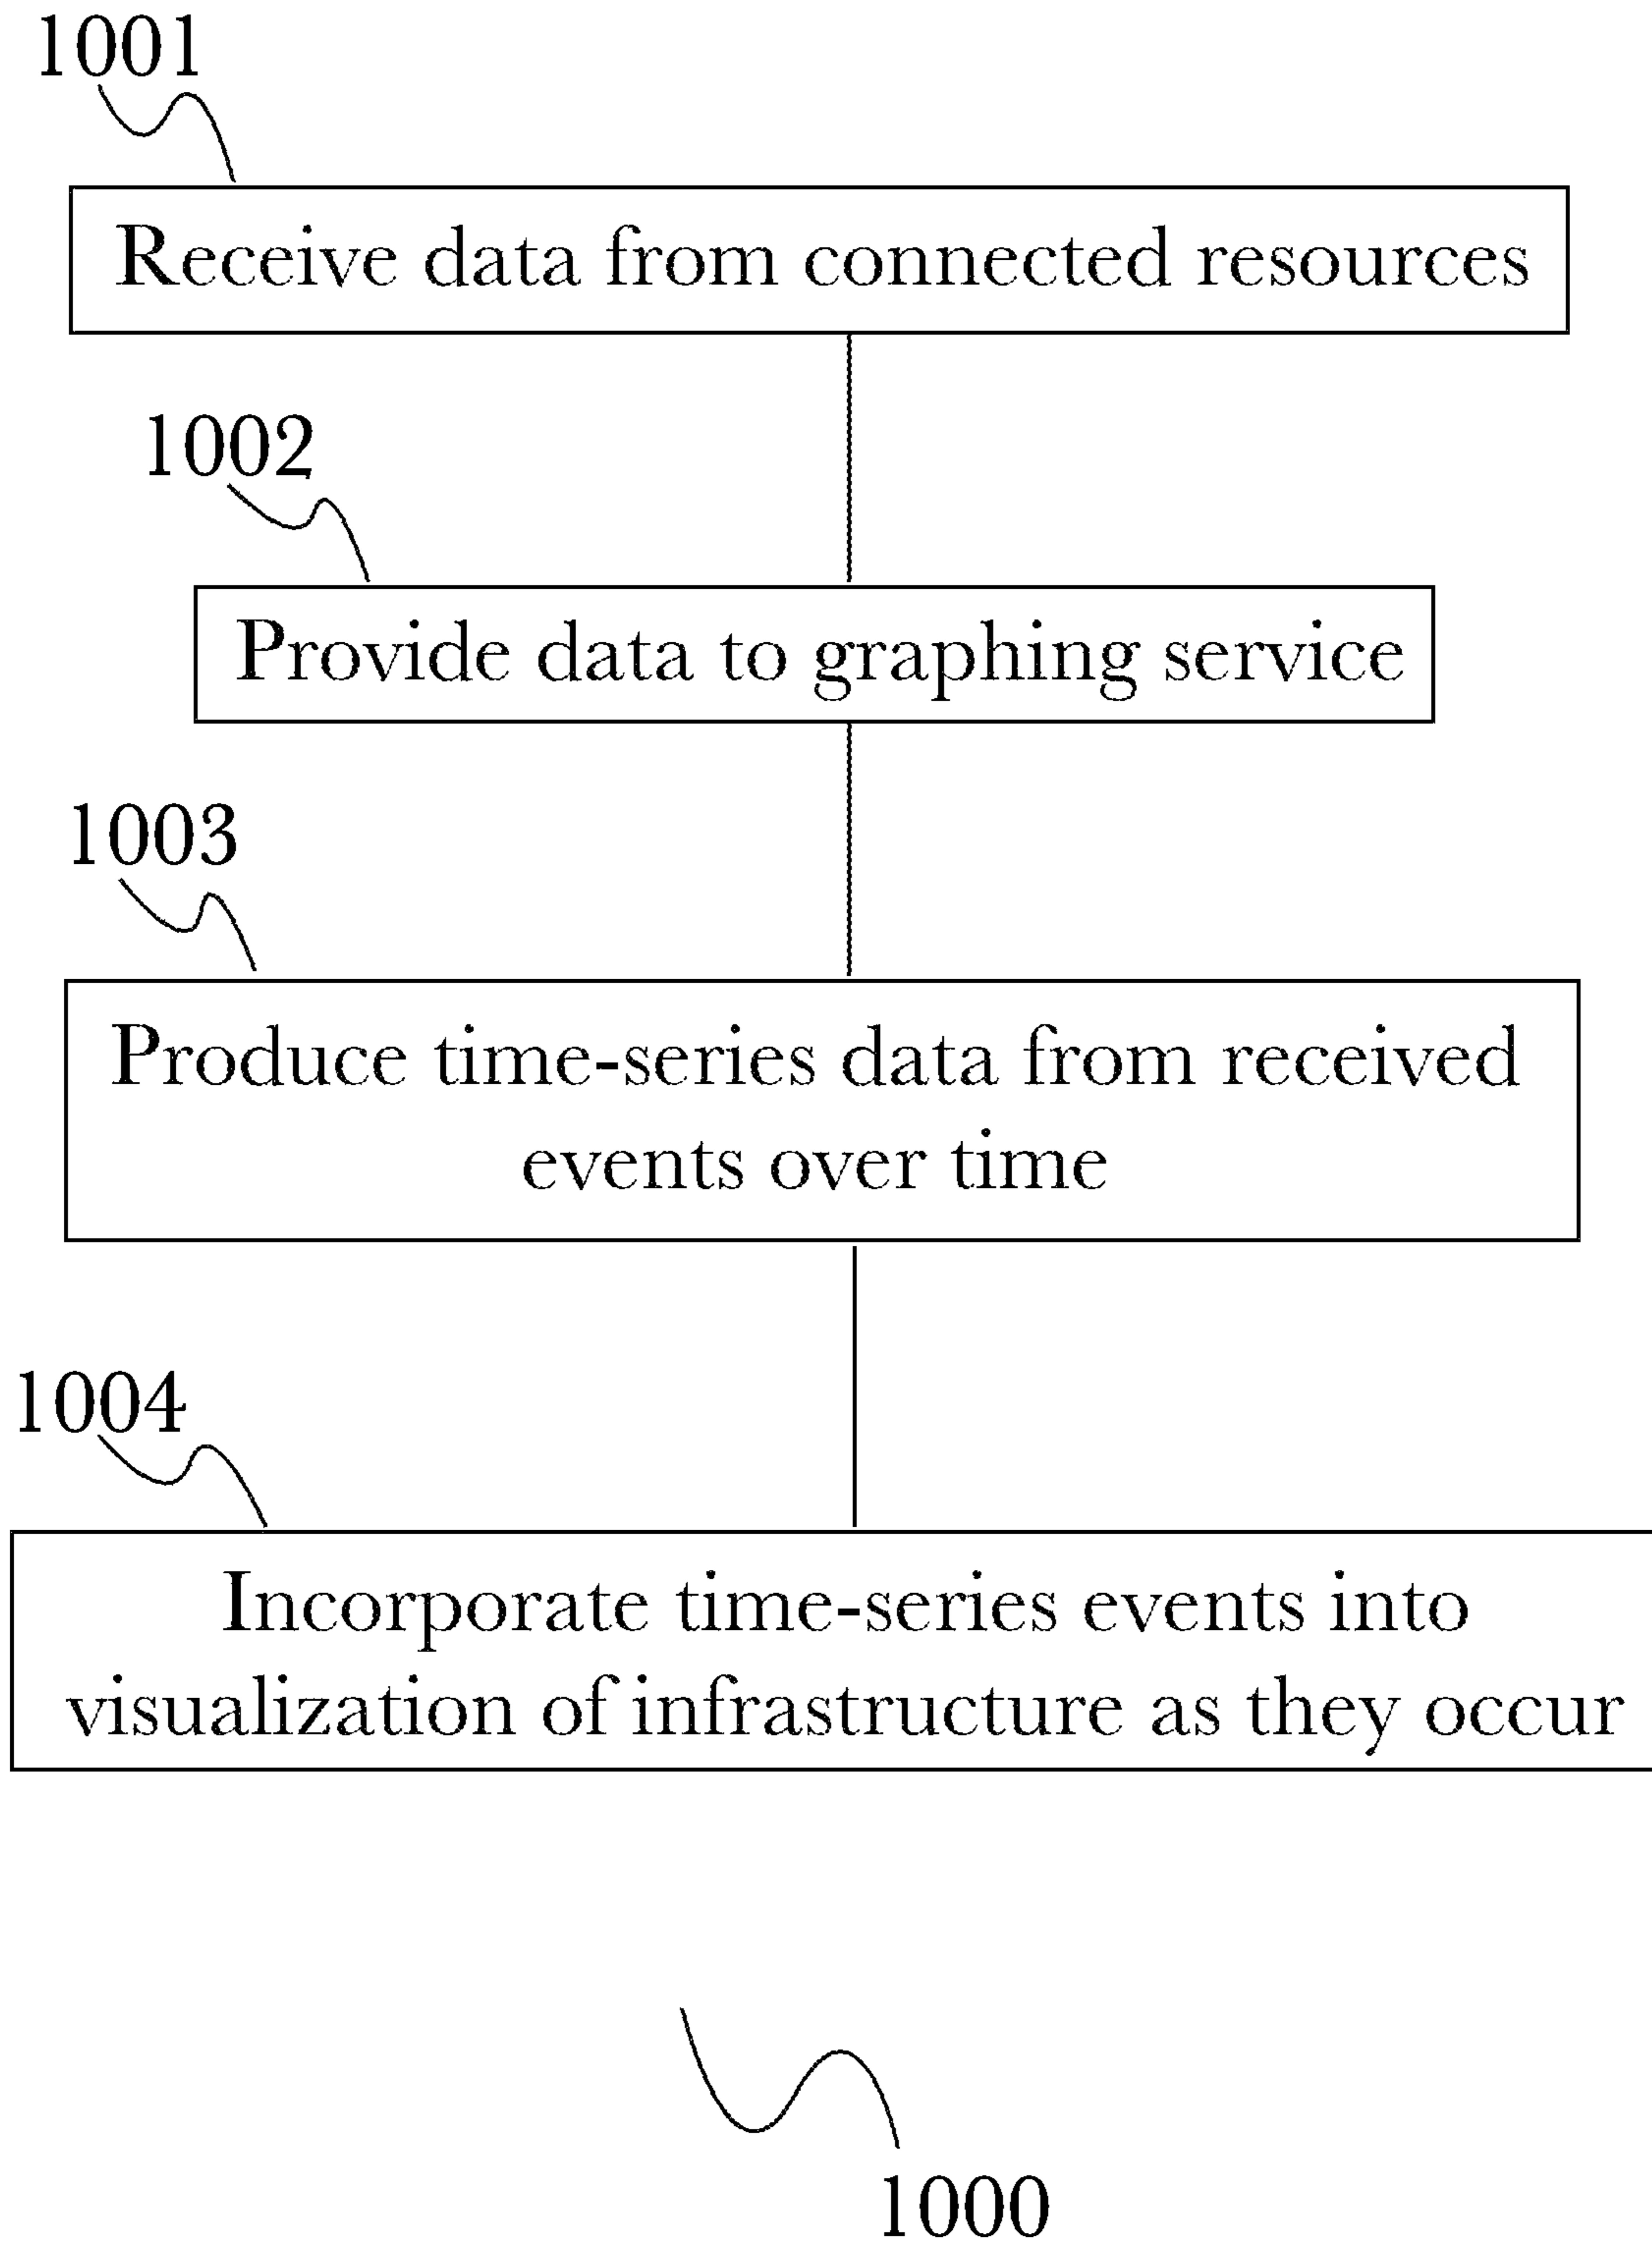 1001
Receive data from connected resources
1002
Provide data to graphing service
1003
Produce time-series data from received
events over time
1004
Incorporate time-series events into
visualization of infrastructure as they occur
1000